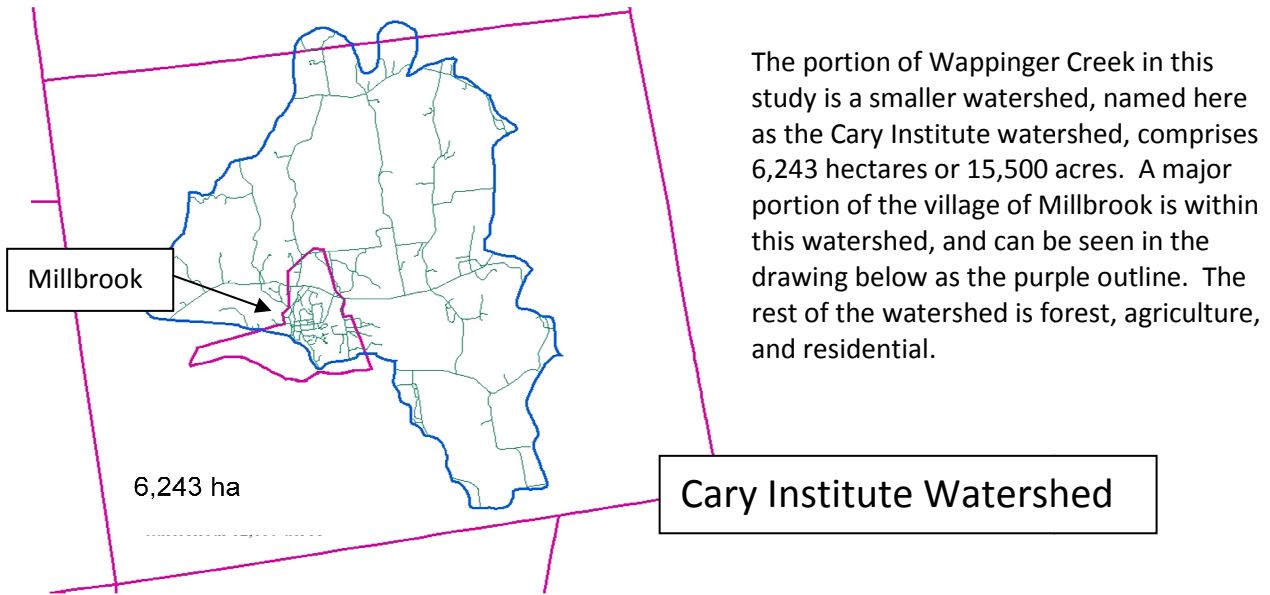 The portion of Wappinger Creek in this
study is a smaller watershed, named here
as the Cary Institute watershed, comprises
6,243 hectares or 15,500 acres.  A major
portion of the village of Millbrook is within
this watershed, and can be seen in the
drawing below as the purple outline.  The
rest of the watershed is forest, agriculture,
and residential.
Millbrook
6,243 ha
Cary Institute Watershed